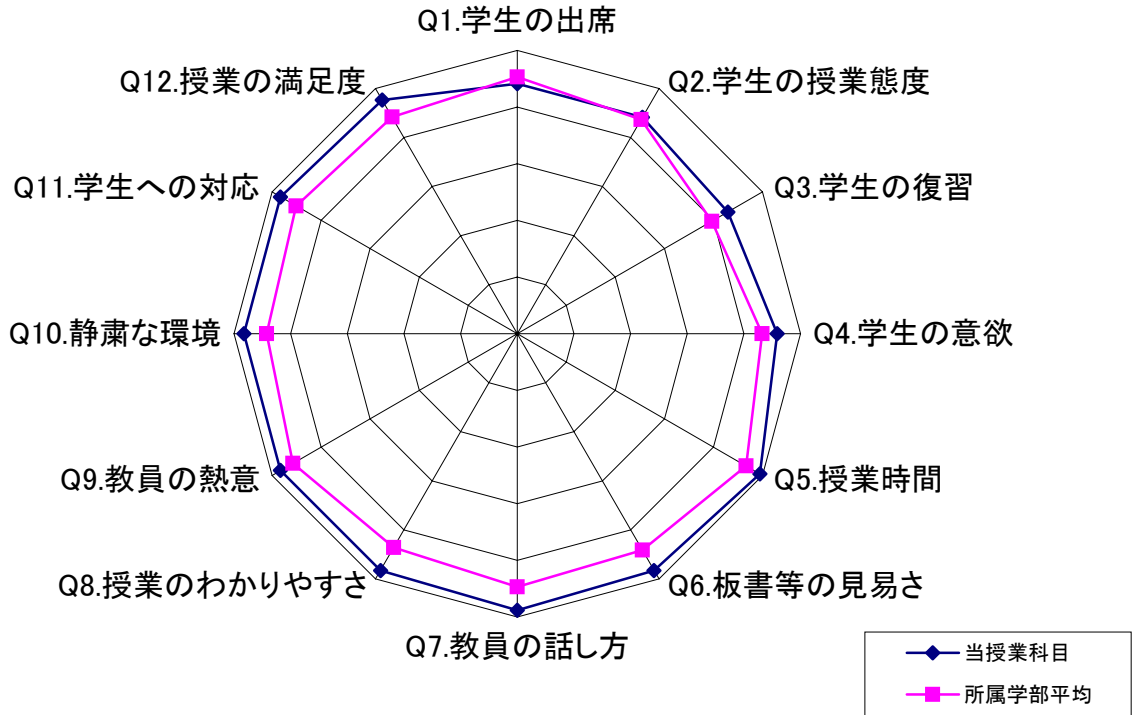 Q1.学生の出席
Q2.学生の授業態度
Q3.学生の復習
Q4.学生の意欲
Q5.授業時間
Q6.板書等の見易さ
Q7.教員の話し方
Q8.授業のわかりやすさ
Q9.教員の熱意
Q10.静粛な環境
Q11.学生への対応
Q12.授業の満足度
当授業科目
所属学部平均